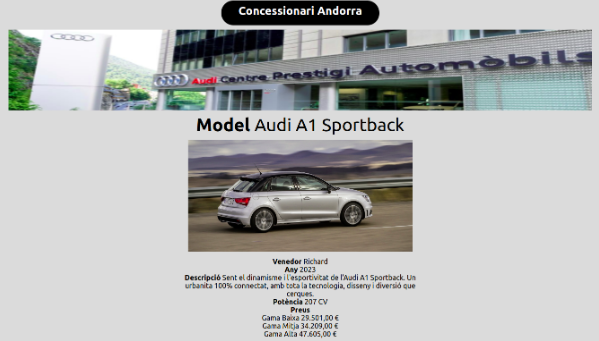 Concessionari Andorra
Audi Centre Prestigi Automòbils
Model Audi A1 Sportback
Venedor Richard
Any 2023
Descripció Sent el dinamisme i l'esportivitat de l'Audi A1 Sportback. Un
urbanita 100% connectat, amb tota la tecnologia, disseny i diversió que
cerques.
Potència 207 CV
Preus
Gama Baixa 29.501,00 €
Gama Mitja 34.209,00 €
Gama Alta 47.605,00 €